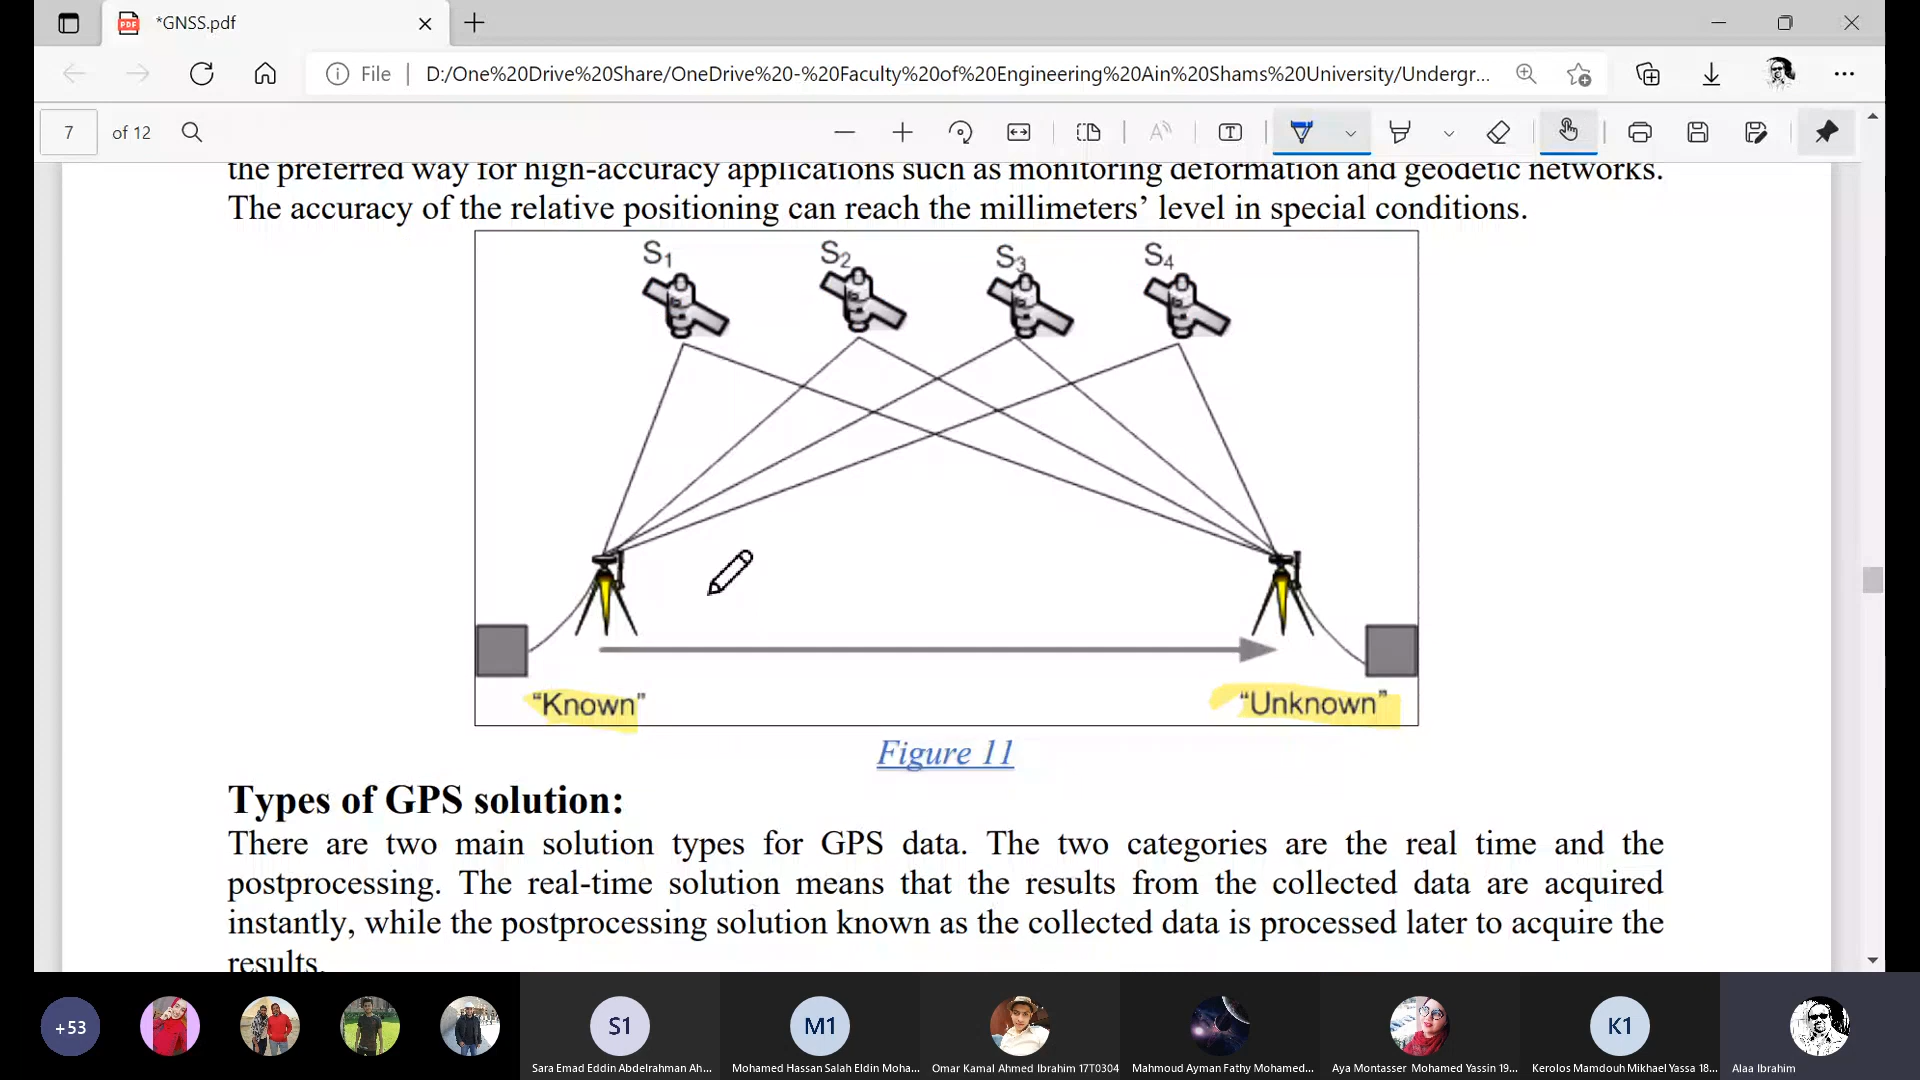 *GNSS.pdf
File
D:/One%20Drive%20Share/OneDrive%20-%20Faculty%20of%20Engineering%20Ain%20Shams%20University/Undergr...
7 of 12
the preferred way for high-accuracy applications such as monitoring deformation and geodetic networks.
The accuracy of the relative positioning can reach the millimeters’ level in special conditions.
S1 S2 S3 S4
“Known” “Unknown”
Figure 11
Types of GPS solution:
There are two main solution types for GPS data. The two categories are the real time and the
postprocessing. The real-time solution means that the results from the collected data are acquired
instantly, while the postprocessing solution known as the collected data is processed later to acquire the
results.
+53
S1
M1
K1
Sara Emad Eddin Abdelrahman Ah...
Mohamed Hassan Salah Eldin Moha...
Omar Kamal Ahmed Ibrahim 17T0304
Mahmoud Ayman Fathy Mohamed...
Aya Montasser Mohamed Yassin 19...
Kerolos Mamdouh Mikhael Yassa 18...
Alaa Ibrahim